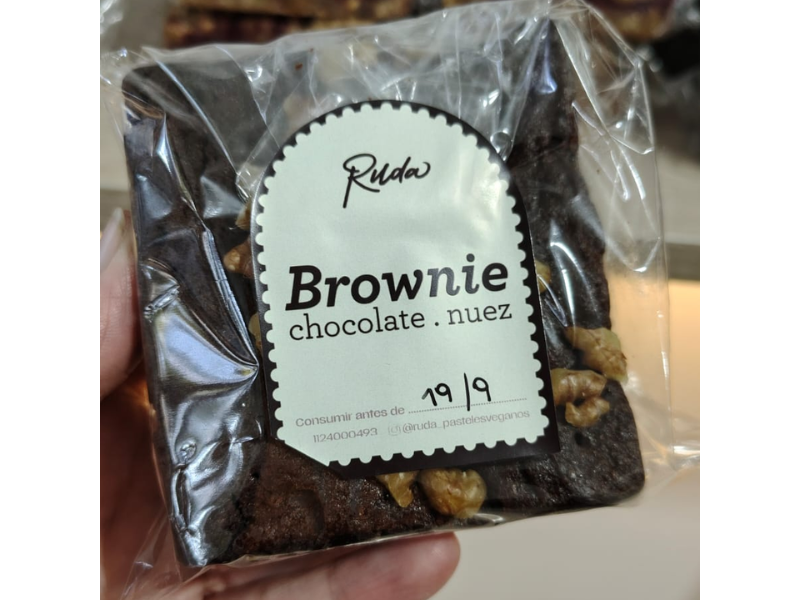 Ruda
Brownie
chocolate . nuez
Consumir antes de 19/9
1124000493 @ruda_pastelesveganos